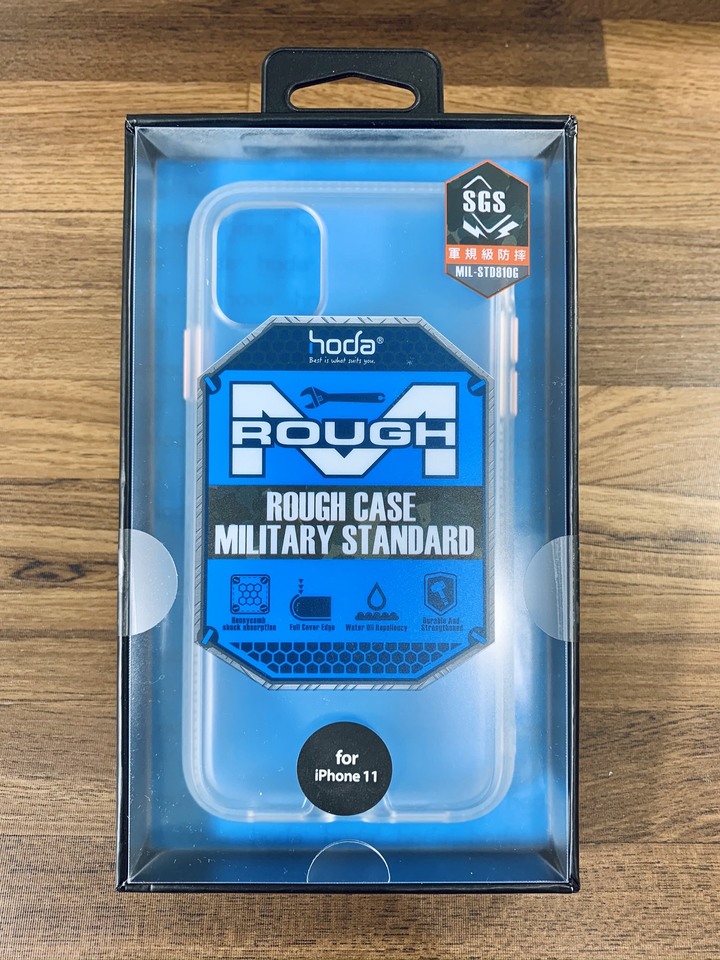 SGS
軍規級防摔
MIL-STD810G
hoda®
Best is what suits you.
M
ROUGH
ROUGH CASE
MILITARY STANDARD
Honeycomb
shock absorption
Full Cover Edge
Water Oil Repellency
Durable And
Strengthened
for
iPhone 11